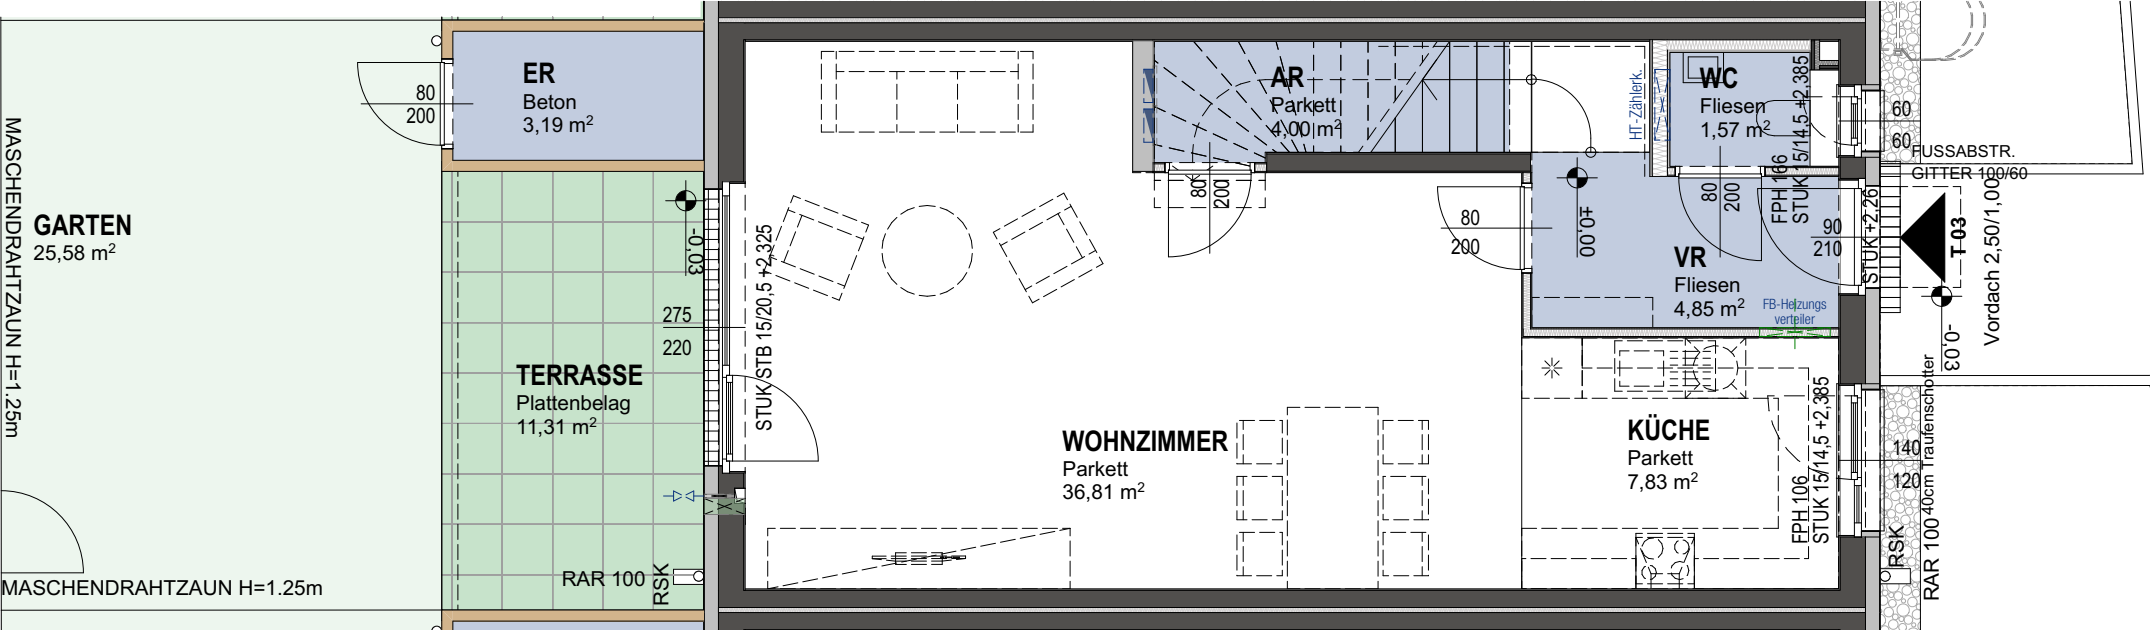 MASCHENDRAHTZAUN H=1.25m
GARTEN
25,58 m²
MASCHENDRAHTZAUN H=1.25m
80
200
ER
Beton
3,19 m²
-0,03
275
220
TERRASSE
Plattenbelag
11,31 m²
RAR 100
RSK
STUK STB 15/20,5 +2,325
WOHNZIMMER
Parkett
36,81 m²
AR
Parkett
4,00 m²
80
200
80
200
±0,00
HT-Zählerk.
WC
Fliesen
1,57 m²
FPH 166
STUK 15/14,5 +2,385
80
200
60
60
VR
Fliesen
4,85 m²
FB-Heizungs
verteiler
90
210
STUK +2,26
FUSSABSTR.
GITTER 100/60
T 03
Vordach 2,50/1,00
-0,03
KÜCHE
Parkett
7,83 m²
FPH 106
STUK 15/14,5 +2,385
140
120
40cm Traufenschotter
RSK
RAR 100